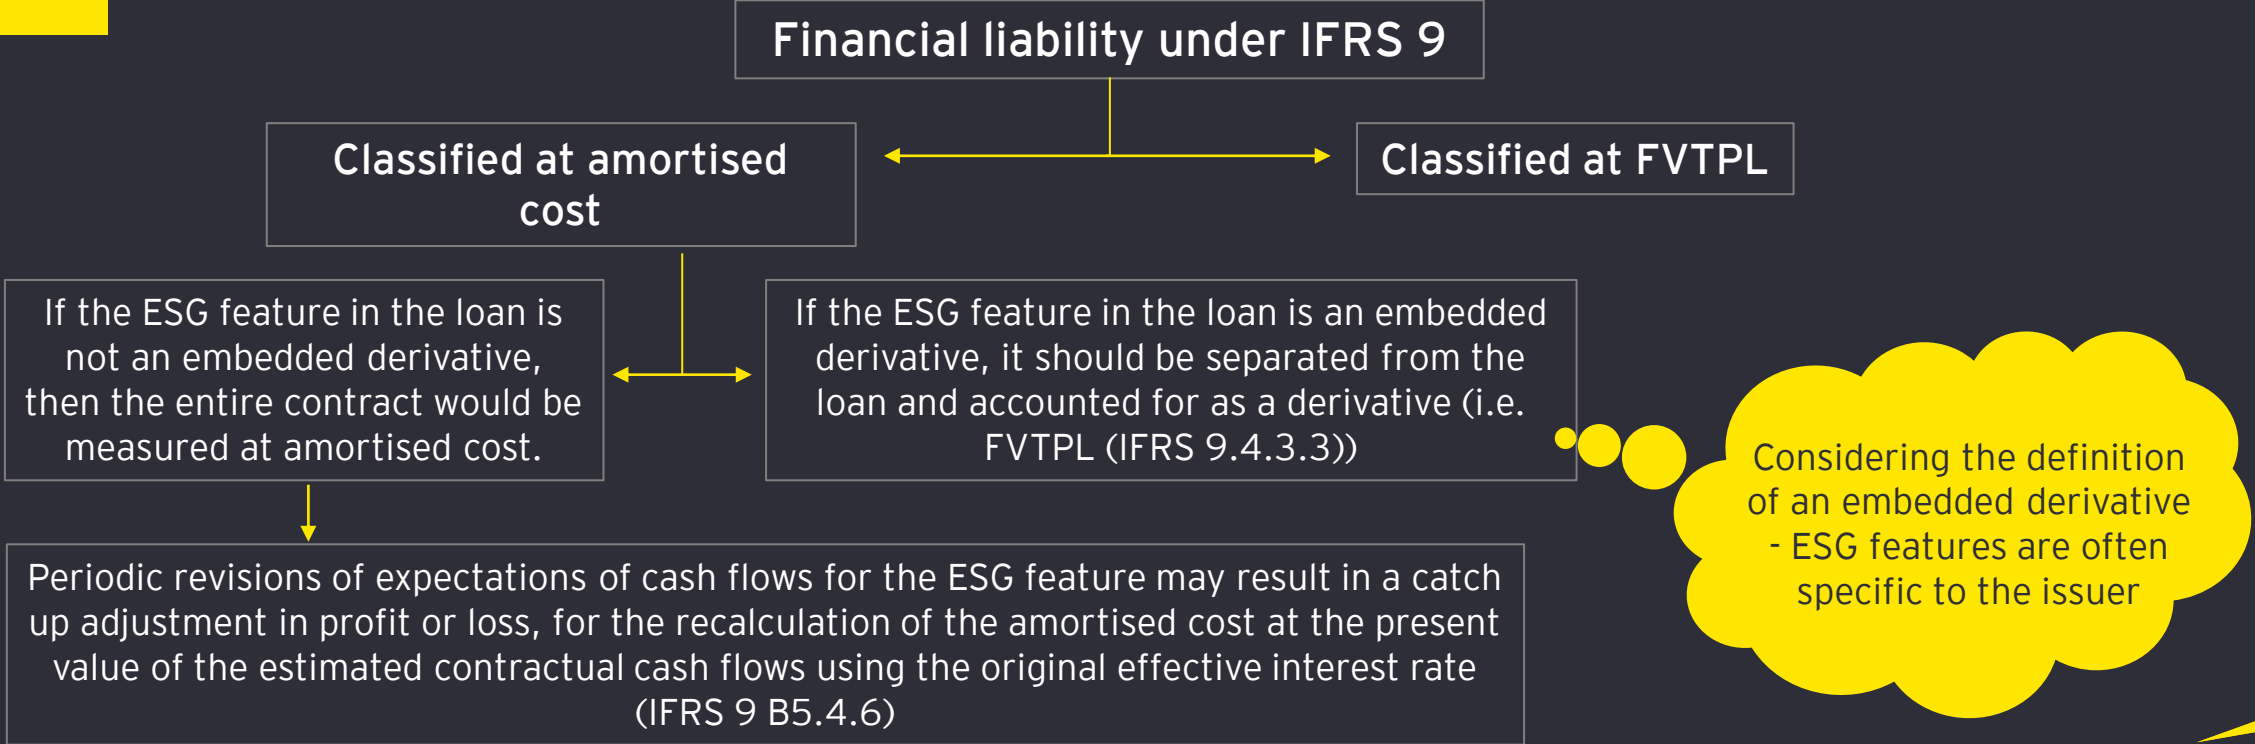 Financial liability under IFRS 9
Classified at amortised
cost
Classified at FVTPL
If the ESG feature in the loan is
not an embedded derivative,
then the entire contract would be
measured at amortised cost.
If the ESG feature in the loan is an embedded
derivative, it should be separated from the
loan and accounted for as a derivative (i.e.
FVTPL (IFRS 9.4.3.3))
Considering the definition
of an embedded derivative
- ESG features are often
specific to the issuer
Periodic revisions of expectations of cash flows for the ESG feature may result in a catch
up adjustment in profit or loss, for the recalculation of the amortised cost at the present
value of the estimated contractual cash flows using the original effective interest rate
(IFRS 9 B5.4.6)